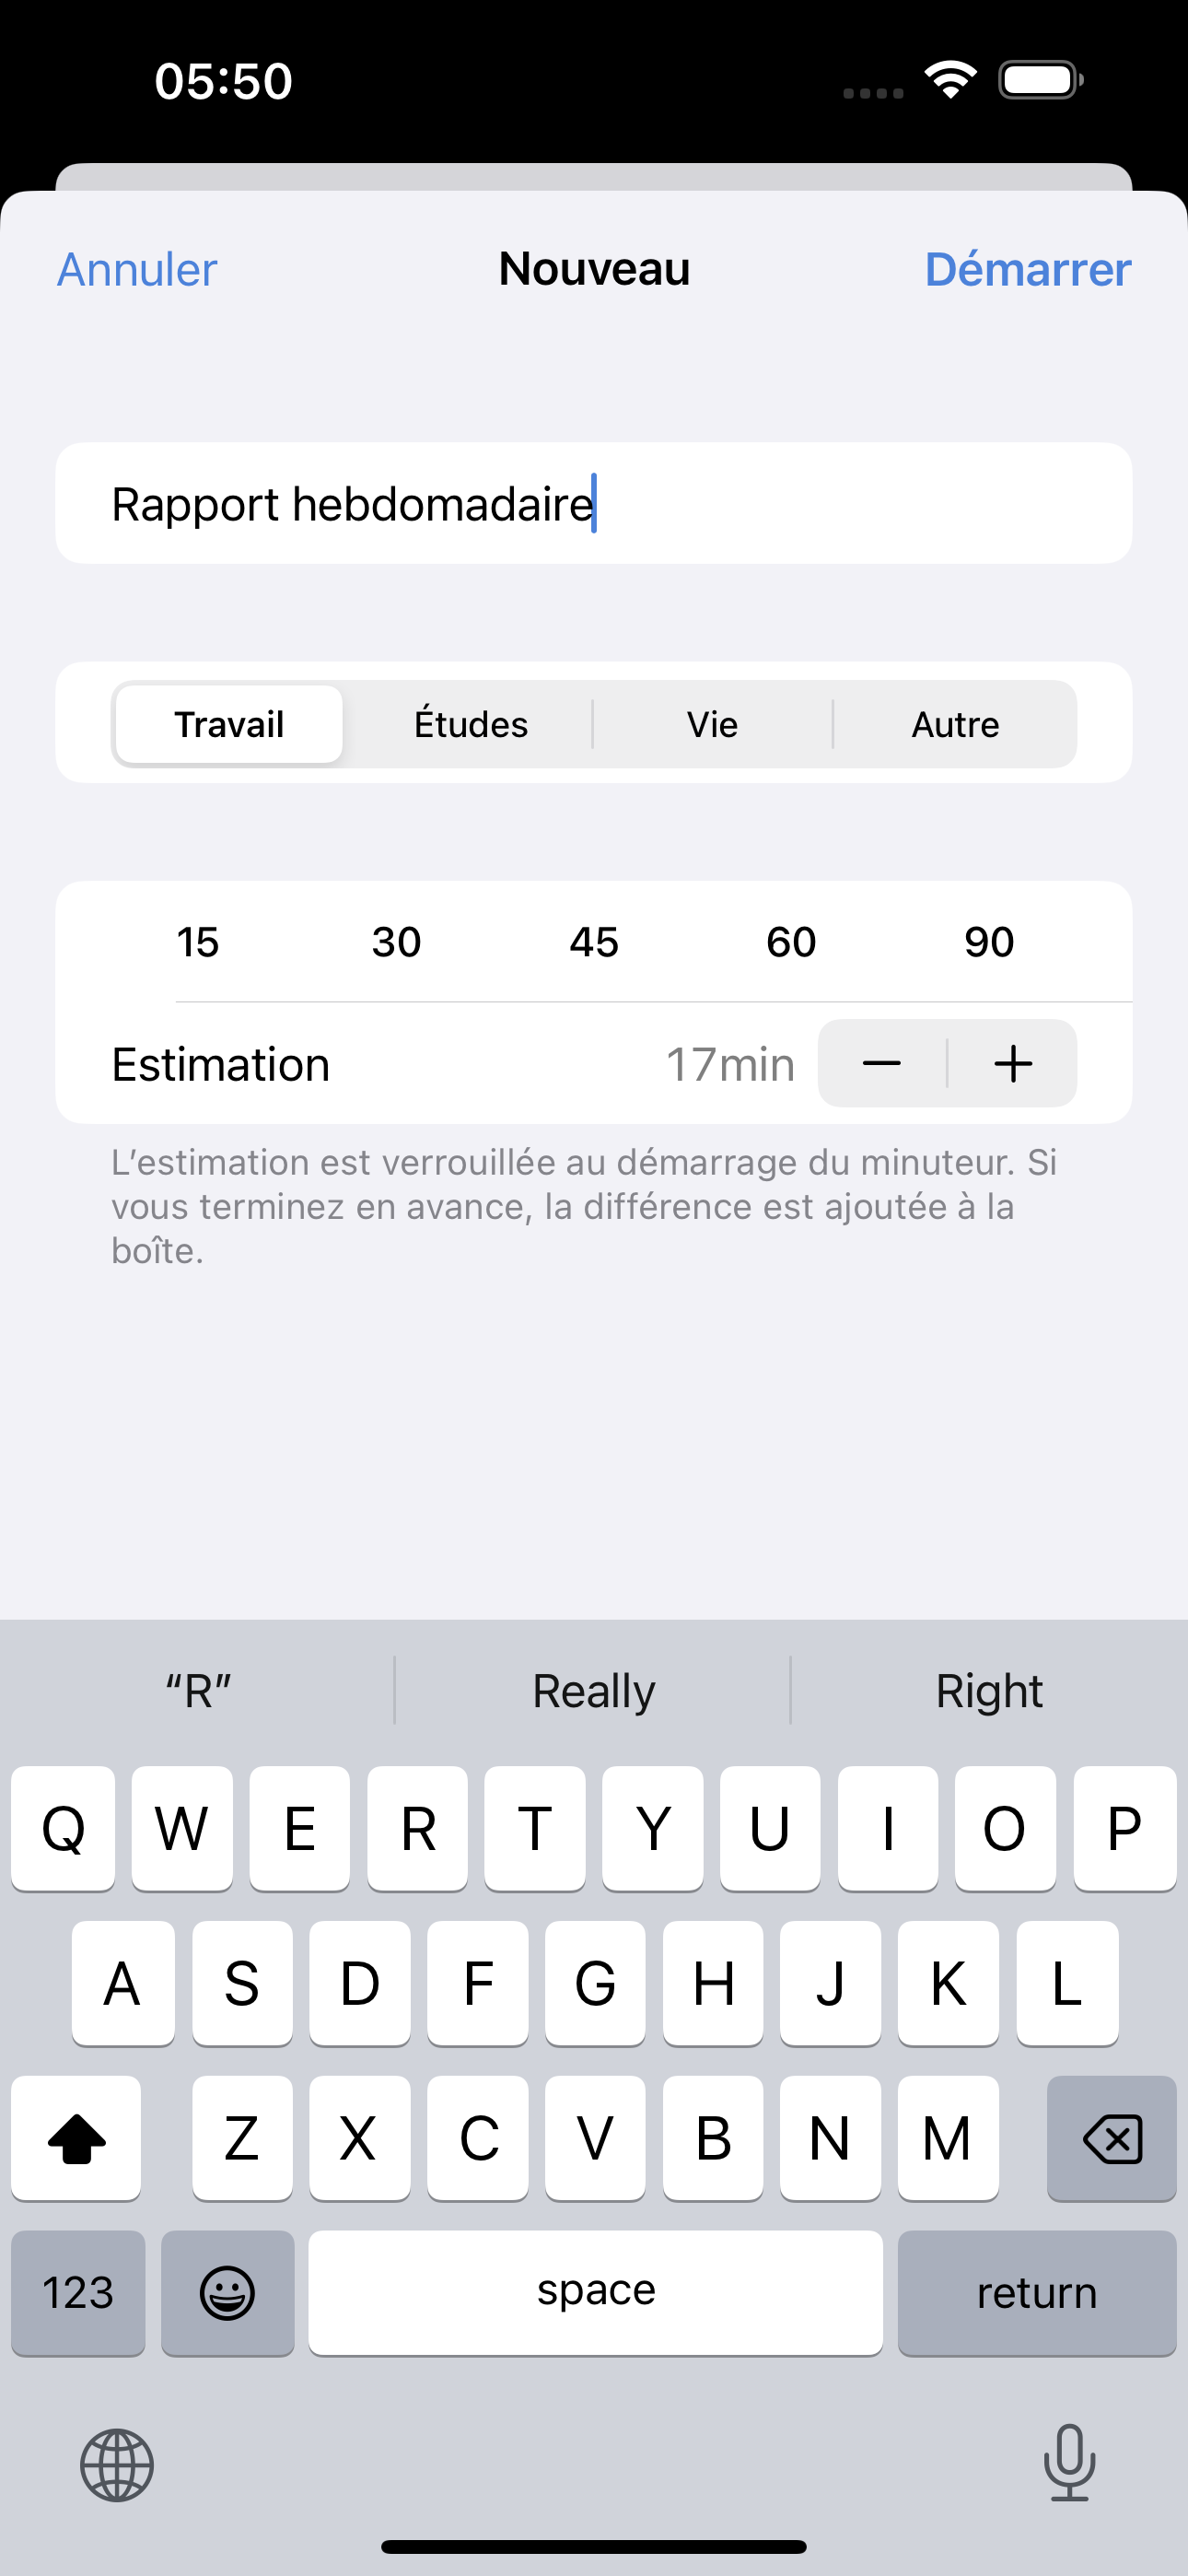 05:50
Annuler Nouveau Démarrer
Rapport hebdomadaire
Travail Études Vie Autre
15 30 45 60 90
Estimation 17min − +
L’estimation est verrouillée au démarrage du minuteur. Si
vous terminez en avance, la différence est ajoutée à la
boîte.
“R” Really Right
Q W E R T Y U I O P
A S D F G H J K L
Z X C V B N M
123 space return